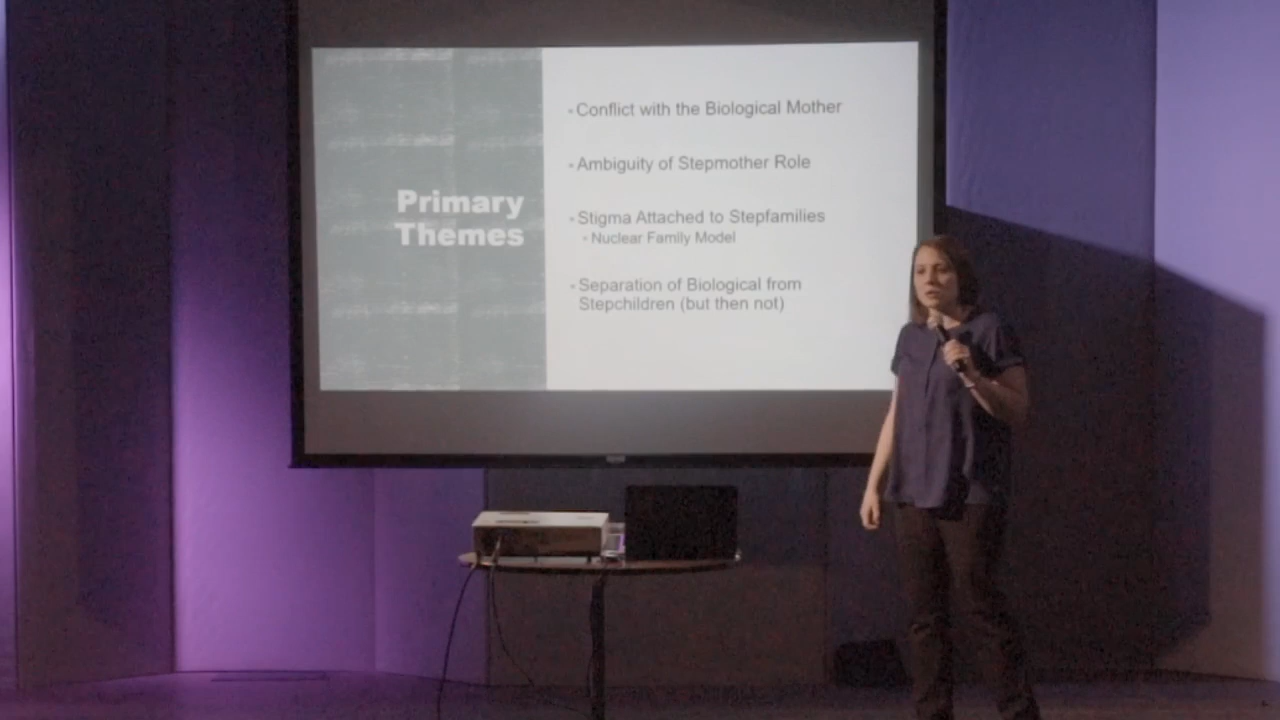 Primary
Themes
Conflict with the Biological Mother
Ambiguity of Stepmother Role
Stigma Attached to Stepfamilies
Nuclear Family Model
Separation of Biological from
Stepchildren (but then not)